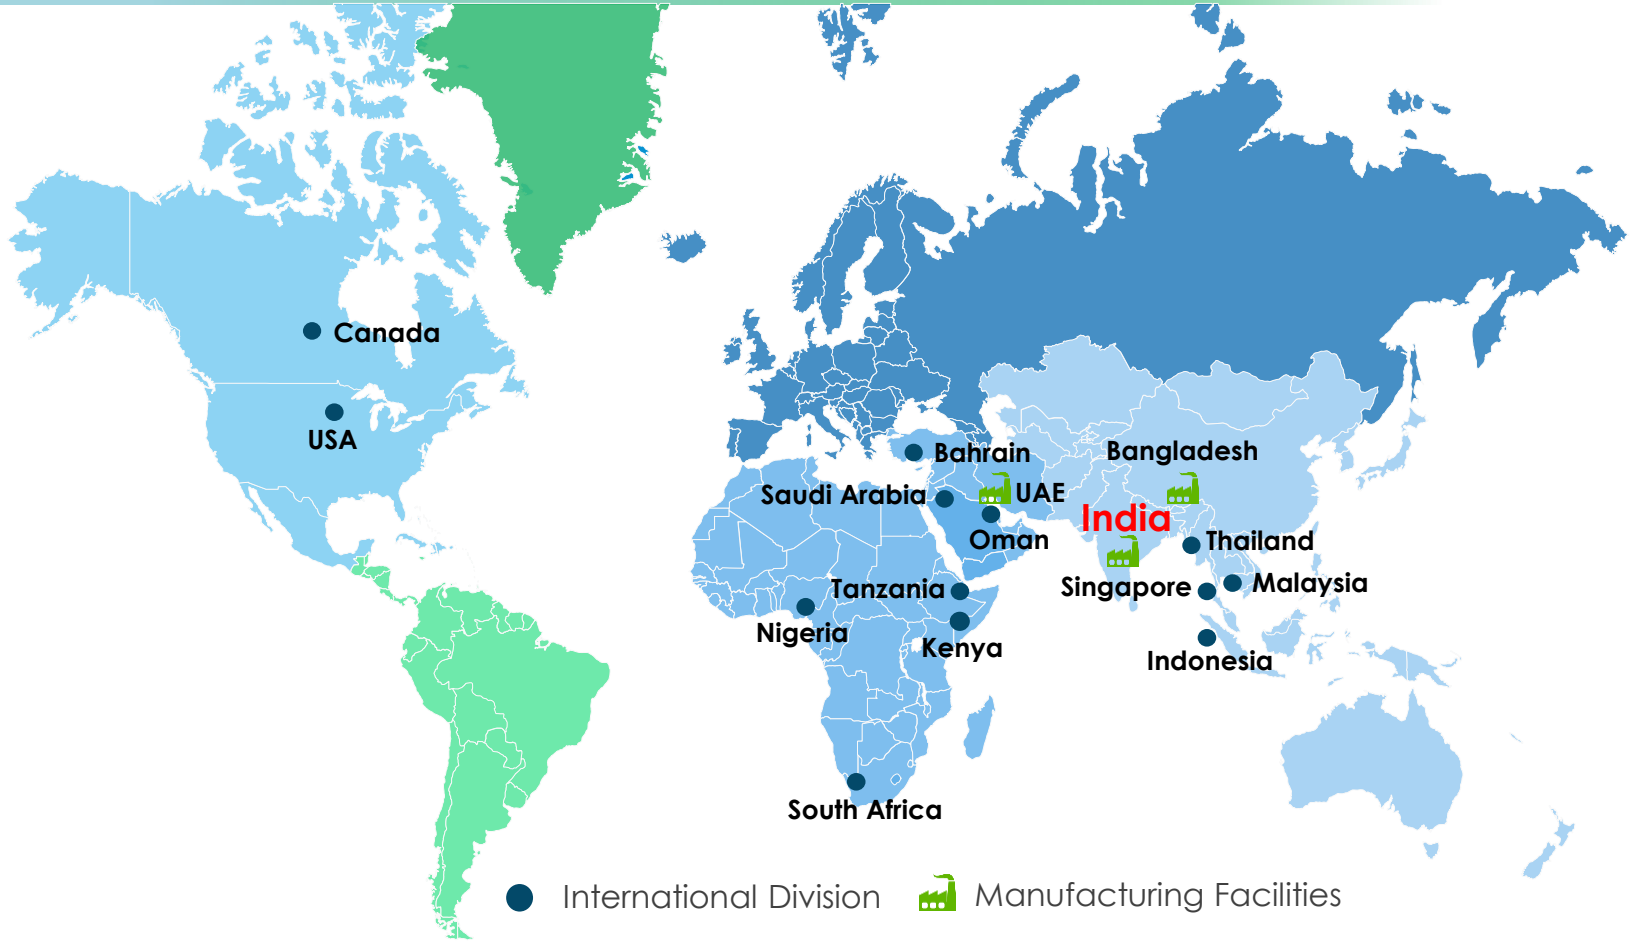 Canada
USA
Bahrain
Bangladesh
Saudi Arabia
UAE
India
Oman
Thailand
Tanzania
Singapore
Malaysia
Nigeria
Kenya
Indonesia
South Africa
International Division
Manufacturing Facilities